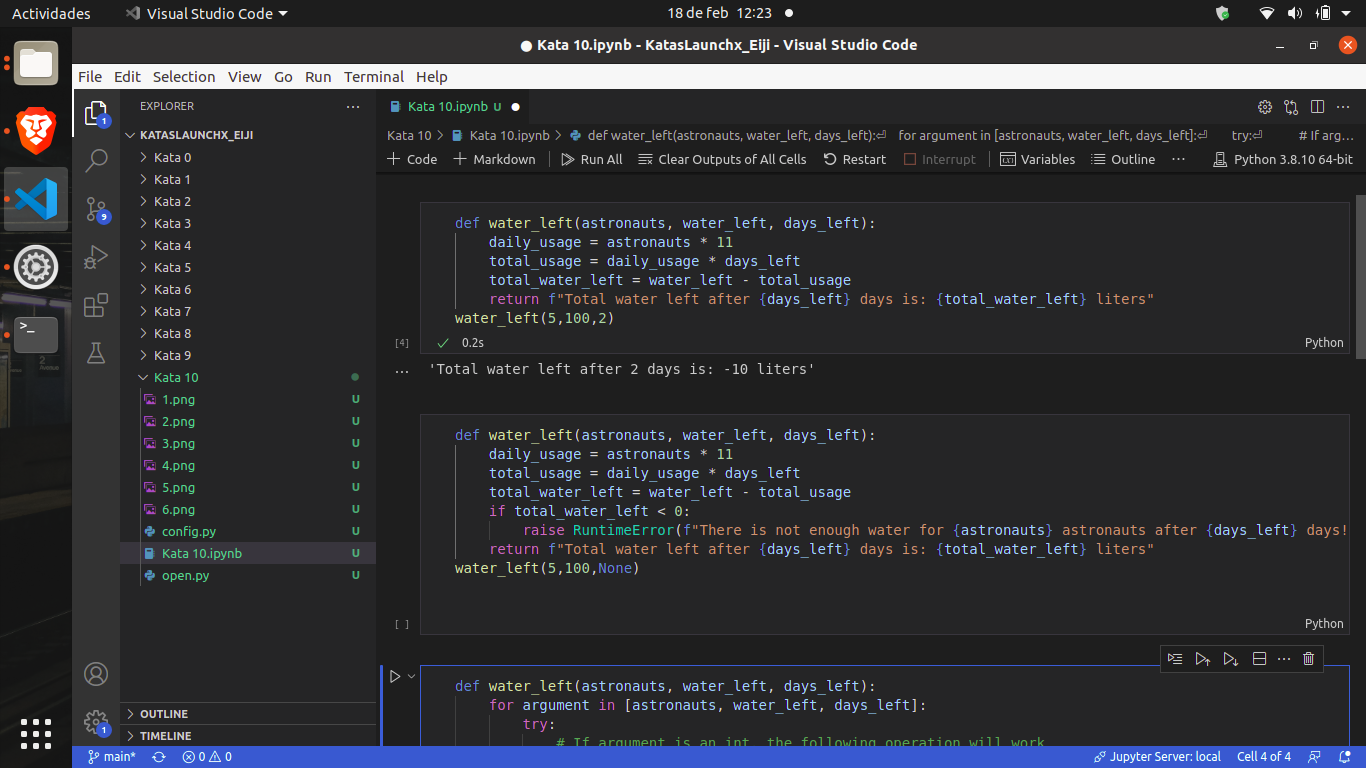 Actividades Visual Studio Code 18 de feb 12:23
Kata 10.ipynb - KatasLaunchx_Eiji - Visual Studio Code
File Edit Selection View Go Run Terminal Help
EXPLORER
KATASLAUNCHX_EIJI
Kata 0
Kata 1
Kata 2
Kata 3
Kata 4
Kata 5
Kata 6
Kata 7
Kata 8
Kata 9
Kata 10
1.png U
2.png U
3.png U
4.png U
5.png U
6.png U
config.py U
Kata 10.ipynb U
open.py U
OUTLINE
TIMELINE
1
9
1
>_
Kata 10.ipynb U
Kata 10 > Kata 10.ipynb > def water_left(astronauts, water_left, days_left):⏎ for argument in [astronauts, water_left, days_left]:⏎ try:⏎ # If arg…
+ Code + Markdown Run All Clear Outputs of All Cells Restart Interrupt Variables Outline ··· Python 3.8.10 64-bit
def water_left(astronauts, water_left, days_left):
daily_usage = astronauts * 11
total_usage = daily_usage * days_left
total_water_left = water_left - total_usage
return f"Total water left after {days_left} days is: {total_water_left} liters"
water_left(5,100,2)
[4] 0.2s Python
'Total water left after 2 days is: -10 liters'
def water_left(astronauts, water_left, days_left):
daily_usage = astronauts * 11
total_usage = daily_usage * days_left
total_water_left = water_left - total_usage
if total_water_left < 0:
raise RuntimeError(f"There is not enough water for {astronauts} astronauts after {days_left} days!
return f"Total water left after {days_left} days is: {total_water_left} liters"
water_left(5,100,None)
[ ] Python
def water_left(astronauts, water_left, days_left):
for argument in [astronauts, water_left, days_left]:
try:
# If argument is an int, the following operation will work
main* 0 0 Jupyter Server: local Cell 4 of 4